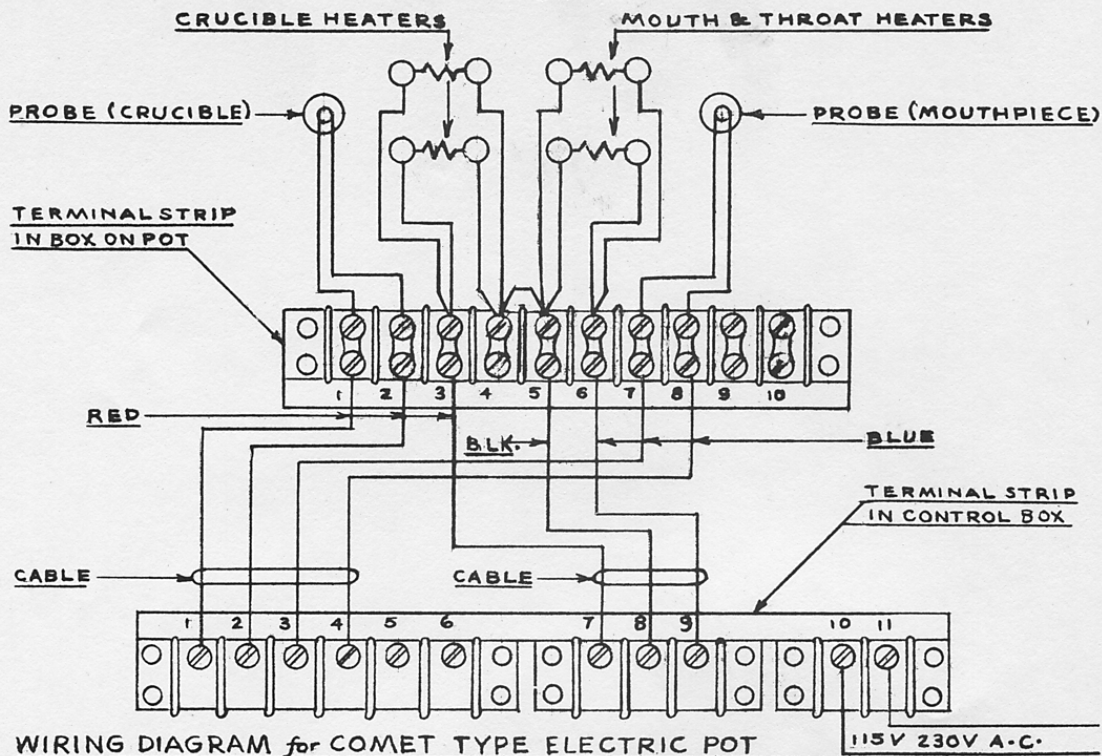 CRUCIBLE HEATERS
MOUTH & THROAT HEATERS
PROBE (CRUCIBLE)
PROBE (MOUTHPIECE)
TERMINAL STRIP
IN BOX ON POT
1 2 3 4 5 6 7 8 9 10
RED
BLK.
BLUE
TERMINAL STRIP
IN CONTROL BOX
CABLE
CABLE
1 2 3 4 5 6 7 8 9 10 11
115V 230V A-C.
WIRING DIAGRAM for COMET TYPE ELECTRIC POT